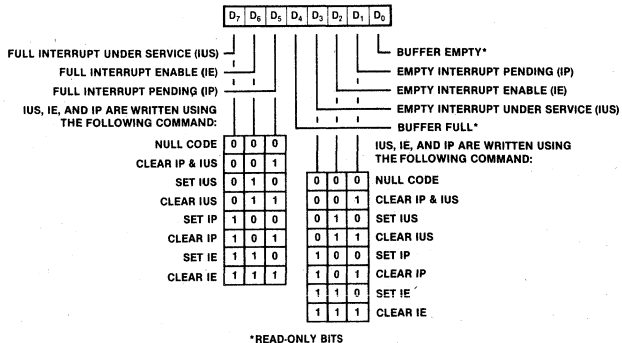 D7 D6 D5 D4 D3 D2 D1 D0
FULL INTERRUPT UNDER SERVICE (IUS)
FULL INTERRUPT ENABLE (IE)
FULL INTERRUPT PENDING (IP)
IUS, IE, AND IP ARE WRITTEN USING
THE FOLLOWING COMMAND:
NULL CODE 0 0 0
CLEAR IP & IUS 0 0 1
SET IUS 0 1 0
CLEAR IUS 0 1 1
SET IP 1 0 0
CLEAR IP 1 0 1
SET IE 1 1 0
CLEAR IE 1 1 1
BUFFER EMPTY*
EMPTY INTERRUPT PENDING (IP)
EMPTY INTERRUPT ENABLE (IE)
EMPTY INTERRUPT UNDER SERVICE (IUS)
BUFFER FULL*
IUS, IE, AND IP ARE WRITTEN USING
THE FOLLOWING COMMAND:
0 0 0 NULL CODE
0 0 1 CLEAR IP & IUS
0 1 0 SET IUS
0 1 1 CLEAR IUS
1 0 0 SET IP
1 0 1 CLEAR IP
1 1 0 SET IE
1 1 1 CLEAR IE
*READ-ONLY BITS